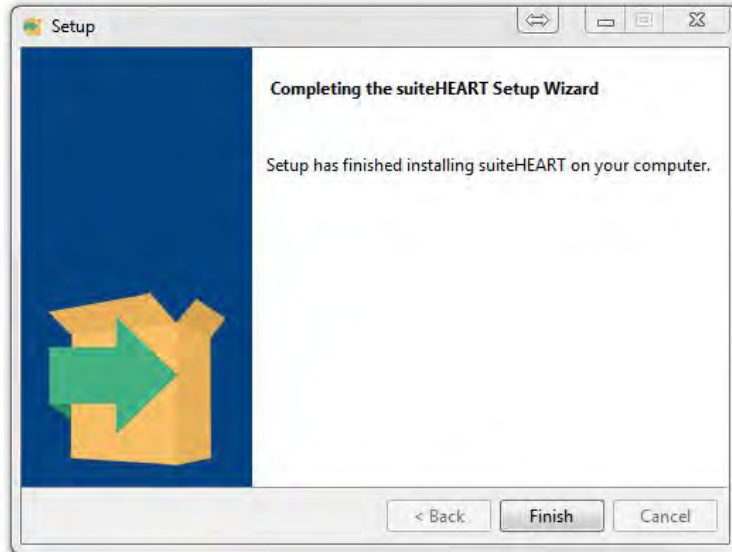 Setup
Completing the suiteHEART Setup Wizard
Setup has finished installing suiteHEART on your computer.
< Back Finish Cancel